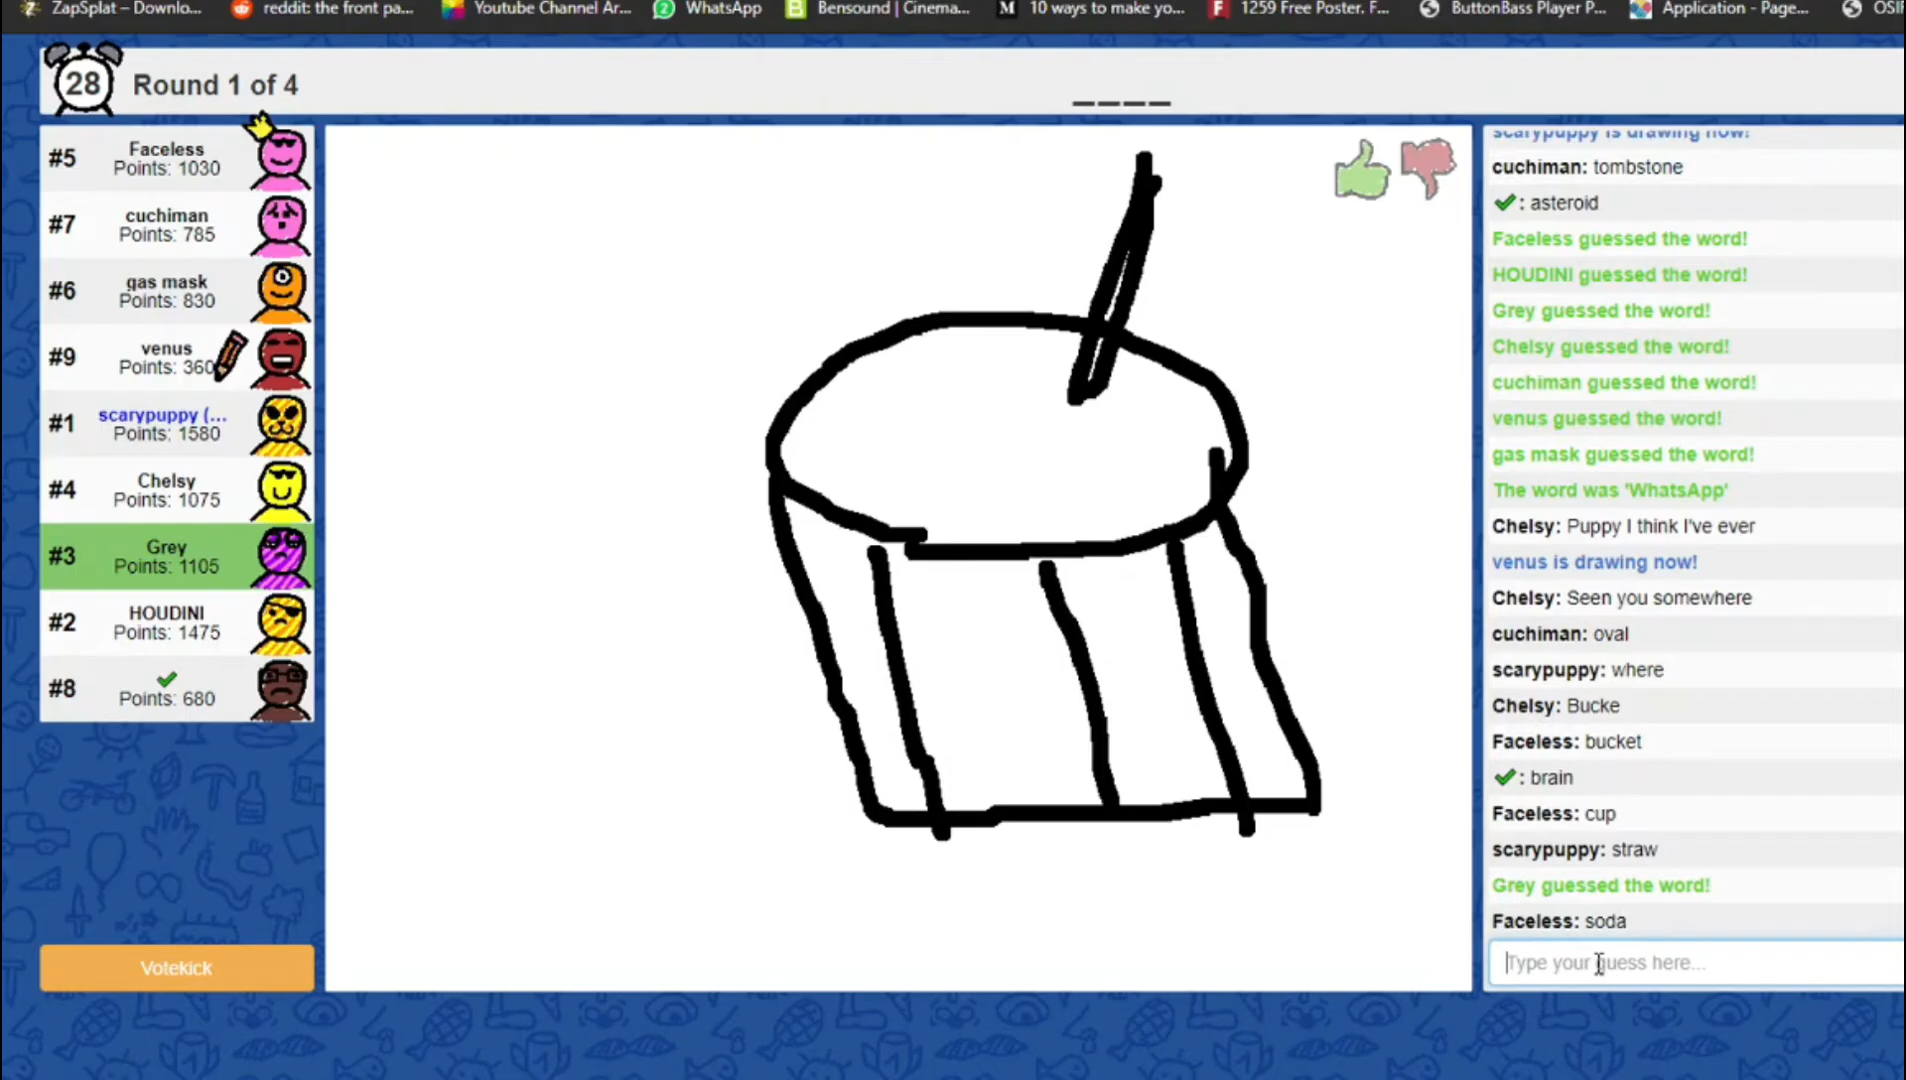 ZapSplat – Downlo...
reddit: the front pa...
Youtube Channel Ar...
2 WhatsApp
B Bensound | Cinema...
M 10 ways to make yo...
F 1259 Free Poster, F...
ButtonBass Player P...
Application - Page...
OSI
28 Round 1 of 4
_ _ _ _
#5 Faceless
Points: 1030
#7 cuchiman
Points: 785
#6 gas mask
Points: 830
#9 venus
Points: 360
#1 scarypuppy (...
Points: 1580
#4 Chelsy
Points: 1075
#3 Grey
Points: 1105
#2 HOUDINI
Points: 1475
#8
Points: 680
Votekick
scarypuppy is drawing now!
cuchiman: tombstone
: asteroid
Faceless guessed the word!
HOUDINI guessed the word!
Grey guessed the word!
Chelsy guessed the word!
cuchiman guessed the word!
venus guessed the word!
gas mask guessed the word!
The word was 'WhatsApp'
Chelsy: Puppy I think I've ever
venus is drawing now!
Chelsy: Seen you somewhere
cuchiman: oval
scarypuppy: where
Chelsy: Bucke
Faceless: bucket
: brain
Faceless: cup
scarypuppy: straw
Grey guessed the word!
Faceless: soda
Type your guess here...